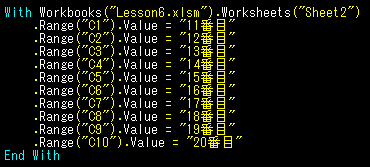 With Workbooks("Lesson6.xlsm").Worksheets("Sheet2")
.Range("C1").Value = "11番目"
.Range("C2").Value = "12番目"
.Range("C3").Value = "13番目"
.Range("C4").Value = "14番目"
.Range("C5").Value = "15番目"
.Range("C6").Value = "16番目"
.Range("C7").Value = "17番目"
.Range("C8").Value = "18番目"
.Range("C9").Value = "19番目"
.Range("C10").Value = "20番目"
End With